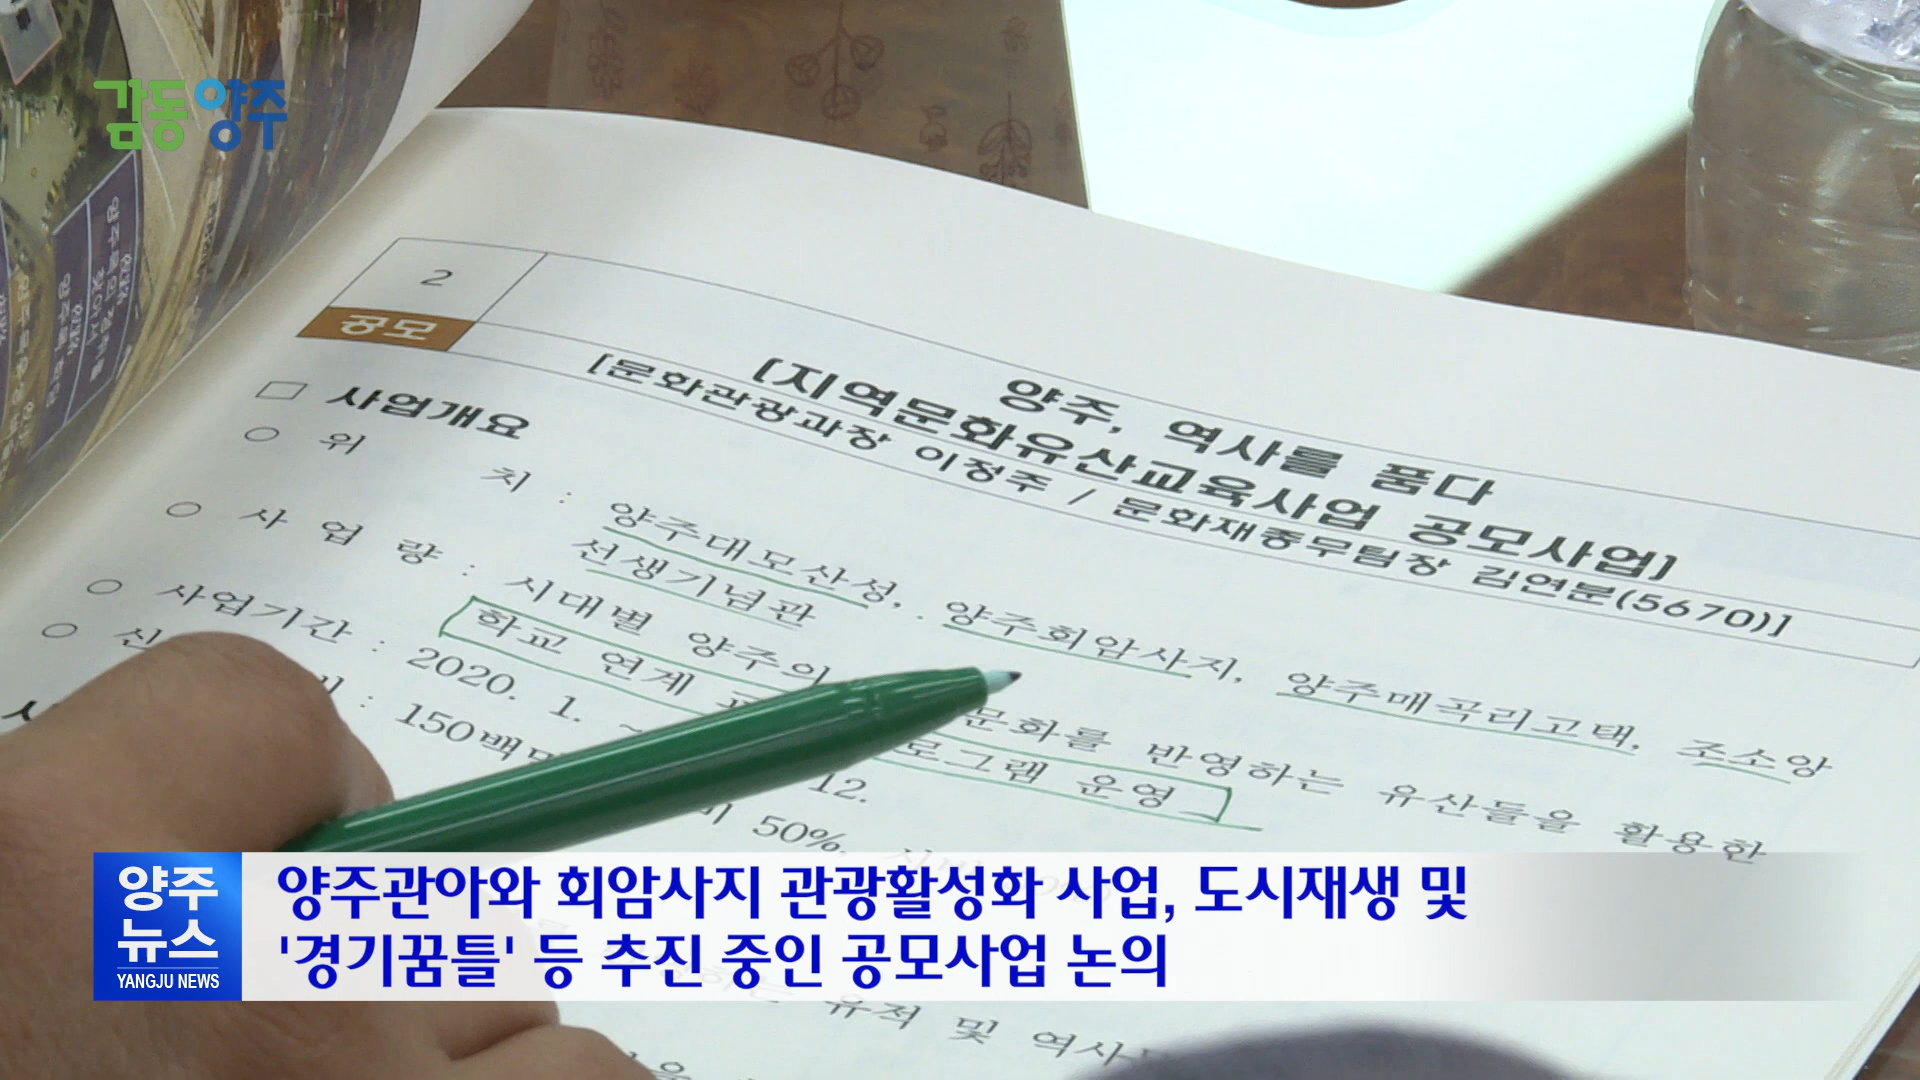 감동양주
2
공모
양주, 역사를 품다
[지역문화유산교육사업 공모사업]
[문화관광과장 이정주 / 문화재종무팀장 김연분(5670)]
□ 사업개요
○ 위 치 : 양주대모산성, 양주회암사지, 양주매곡리고택, 조소앙
선생기념관
○ 사 업 량 : 시대별 양주의 문화를 반영하는 유산들을 활용한
학교 연계 로그램 운영
○ 사업기간 : 2020. 1. ~ 12.
○ 신 : 150백만 50%,
유적 및 역사
양주
뉴스
YANGJU NEWS
양주관아와 회암사지 관광활성화 사업, 도시재생 및
'경기꿈틀' 등 추진 중인 공모사업 논의